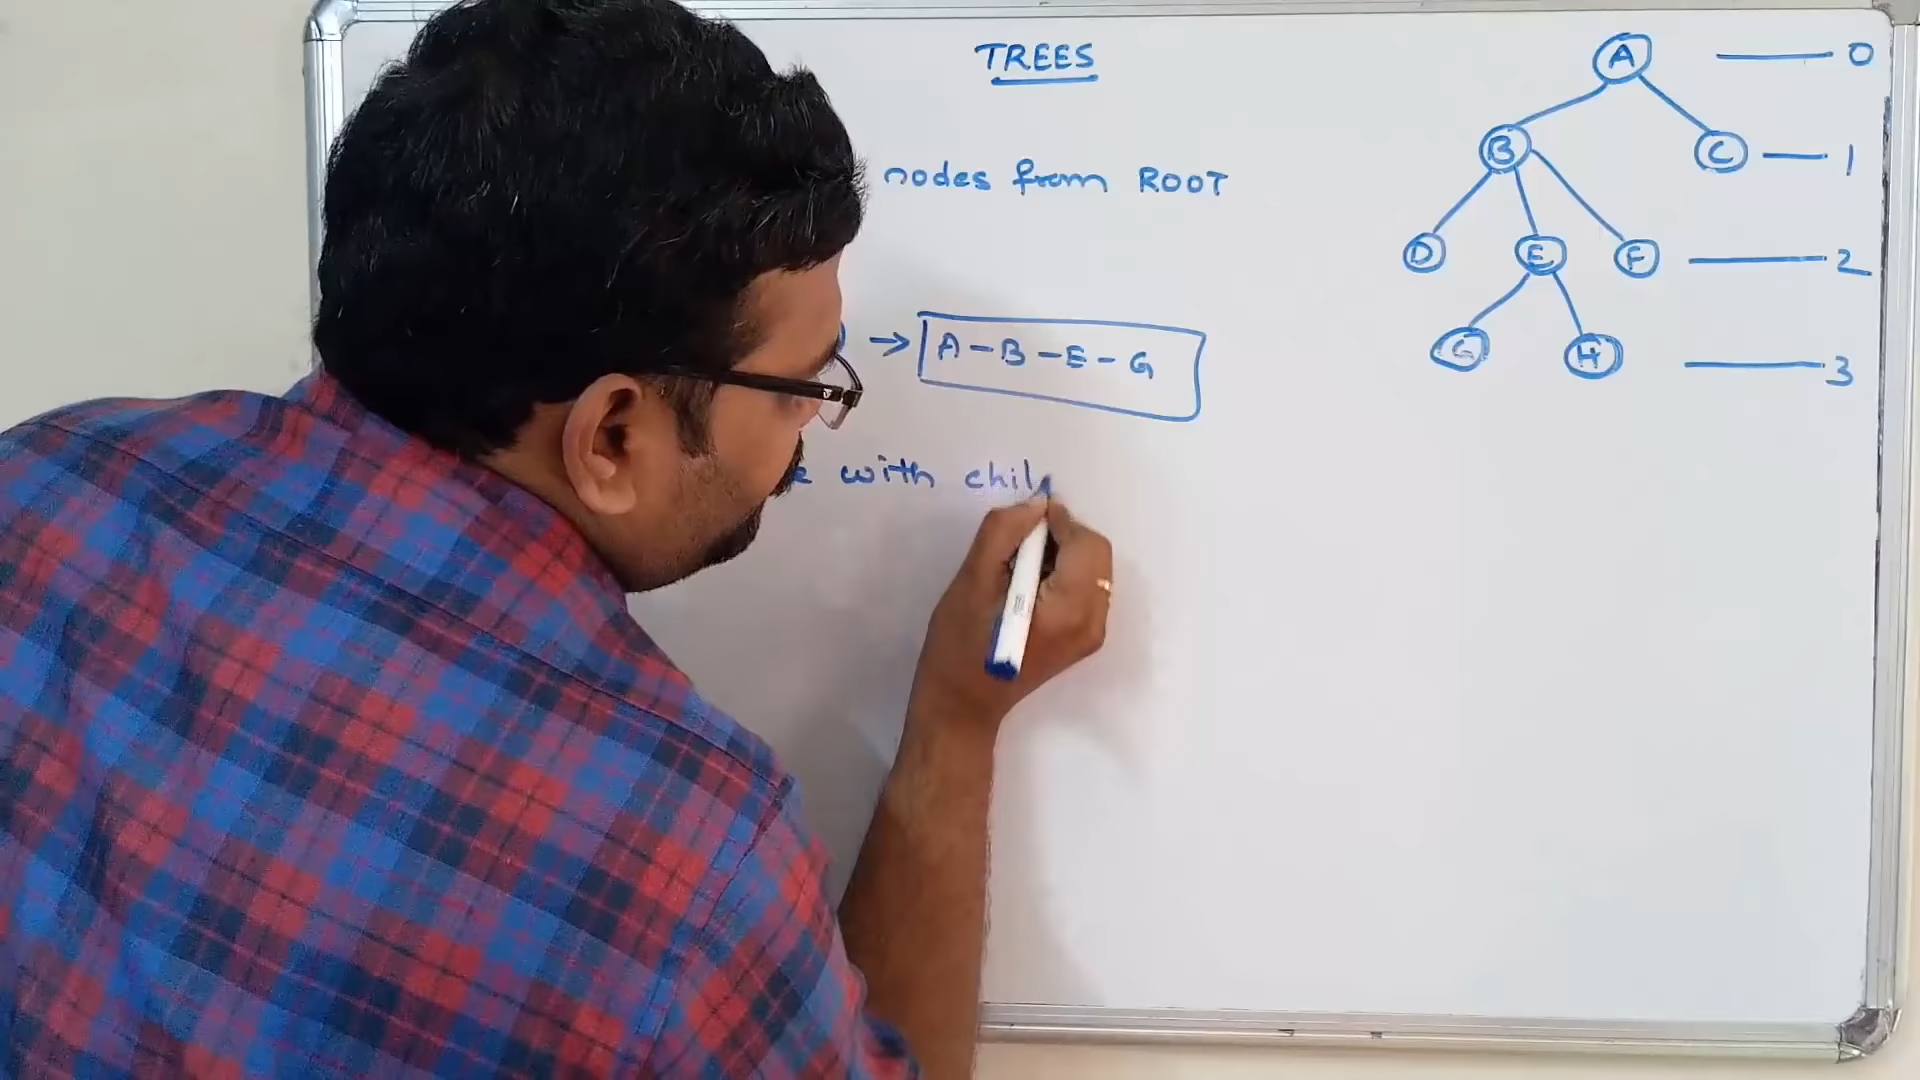 TREES
A 0
B C 1
nodes from ROOT
D E F 2
→ A-B-E-G
G H 3
with chil